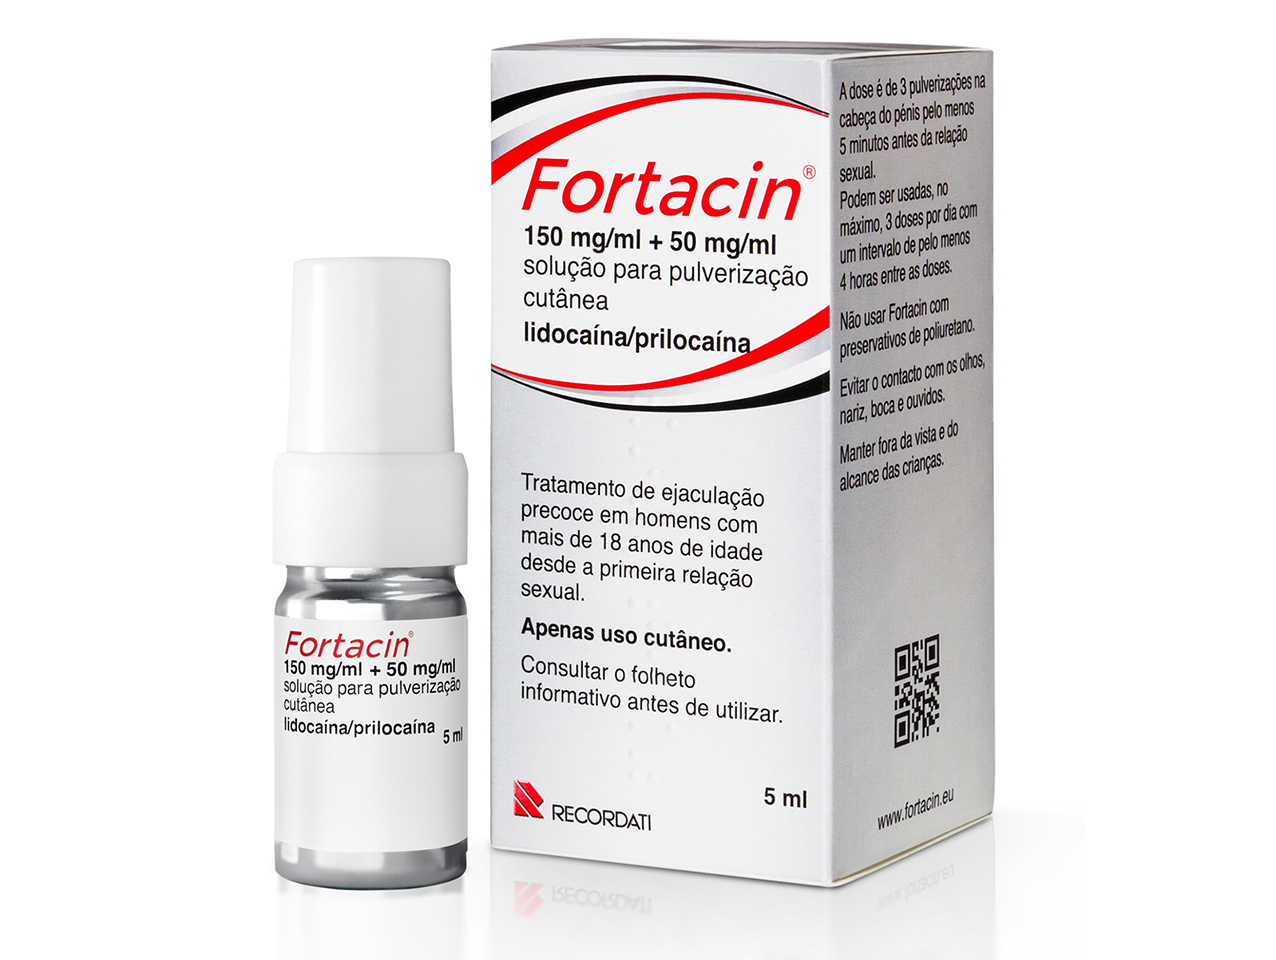 Fortacin®
150 mg/ml + 50 mg/ml
solução para pulverização
cutânea
lidocaína/prilocaína
Tratamento de ejaculação
precoce em homens com
mais de 18 anos de idade
desde a primeira relação
sexual.
Apenas uso cutâneo.
Consultar o folheto
informativo antes de utilizar.
5 ml
RECORDATI
A dose é de 3 pulverizações na
cabeça do pénis pelo menos
5 minutos antes da relação
sexual.
Podem ser usadas, no
máximo, 3 doses por dia com
um intervalo de pelo menos
4 horas entre as doses.
Não usar Fortacin com
preservativos de poliuretano.
Evitar o contacto com os olhos,
nariz, boca e ouvidos.
Manter fora da vista e do
alcance das crianças.
www.fortacin.eu
Fortacin®
150 mg/ml + 50 mg/ml
solução para pulverização
cutânea
lidocaína/prilocaína
5 ml